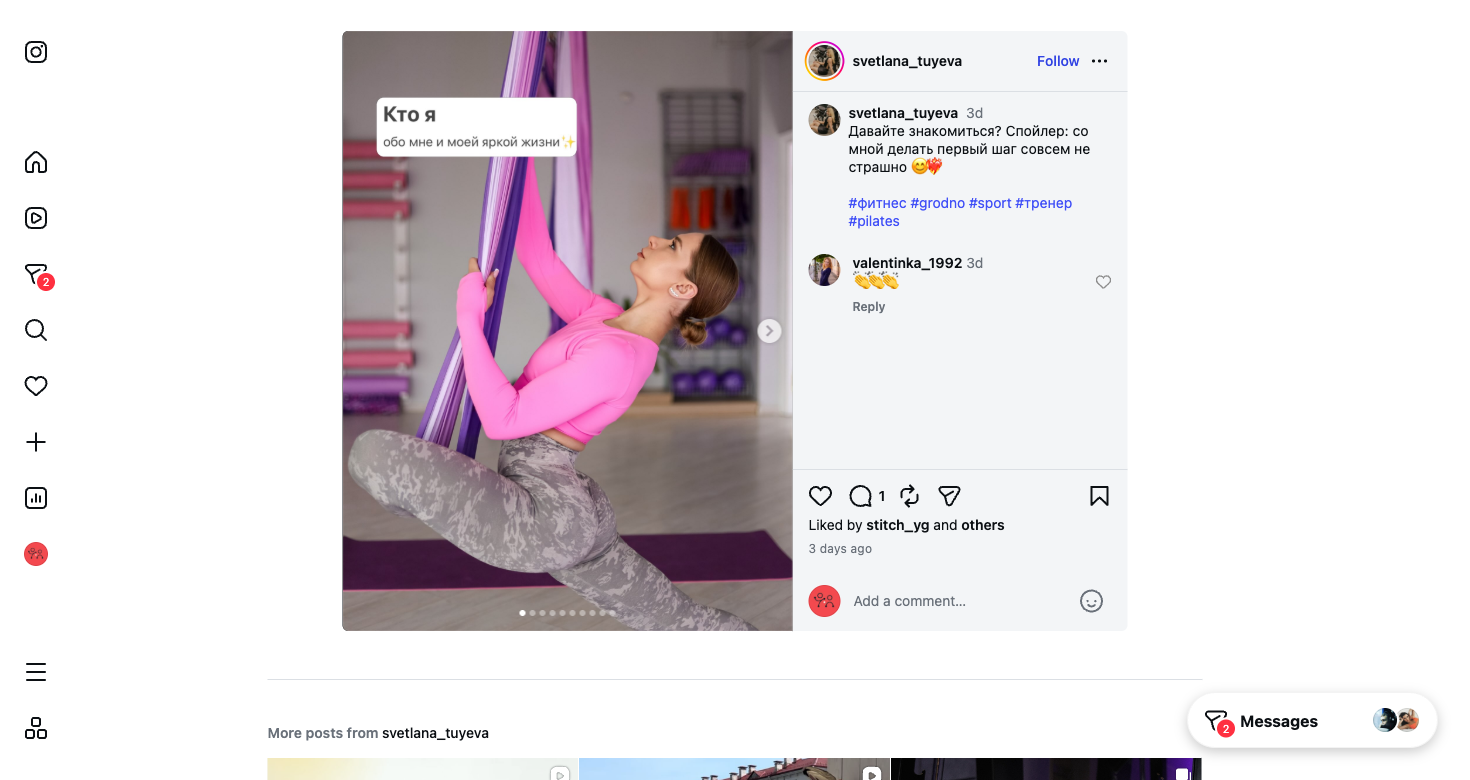 Кто я
обо мне и моей яркой жизни✨
svetlana_tuyeva
Follow
svetlana_tuyeva 3d
Давайте знакомиться? Спойлер: со
мной делать первый шаг совсем не
страшно 😊❤️‍🔥
#фитнес #grodno #sport #тренер
#pilates
valentinka_1992 3d
👏👏👏
Reply
1
Liked by stitch_yg and others
3 days ago
Add a comment...
2
More posts from svetlana_tuyeva
2
Messages